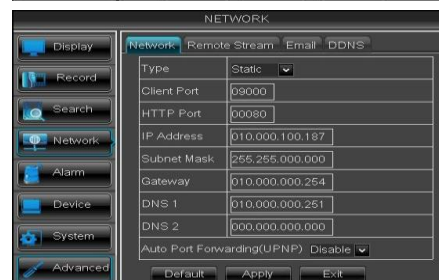 NETWORK
Display
Record
Search
Network
Alarm
Device
System
Advanced
Network Remote Stream Email DDNS
Type Static
Client Port 09000
HTTP Port 00080
IP Address 010.000.100.187
Subnet Mask 255.255.000.000
Gateway 010.000.000.254
DNS 1 010.000.000.251
DNS 2 000.000.000.000
Auto Port Forwarding(UPNP) Disable
Default Apply Exit